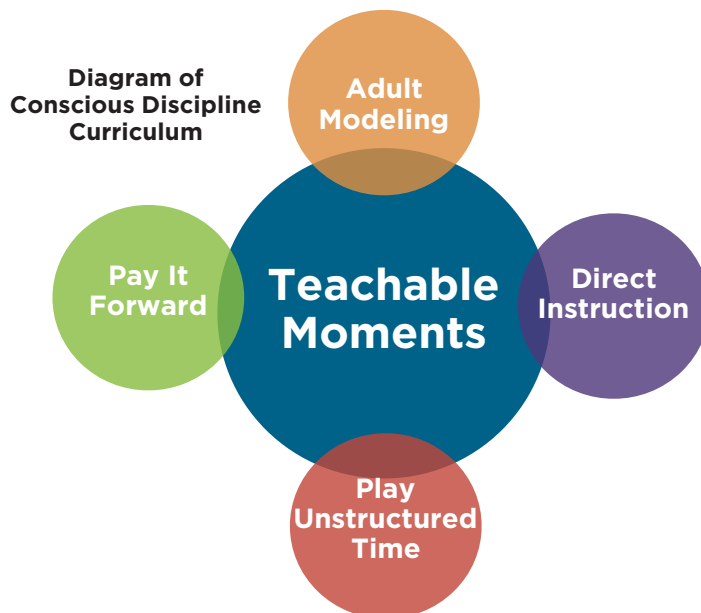 Diagram of
Conscious Discipline
Curriculum
Adult
Modeling
Pay It
Forward
Teachable
Moments
Direct
Instruction
Play
Unstructured
Time